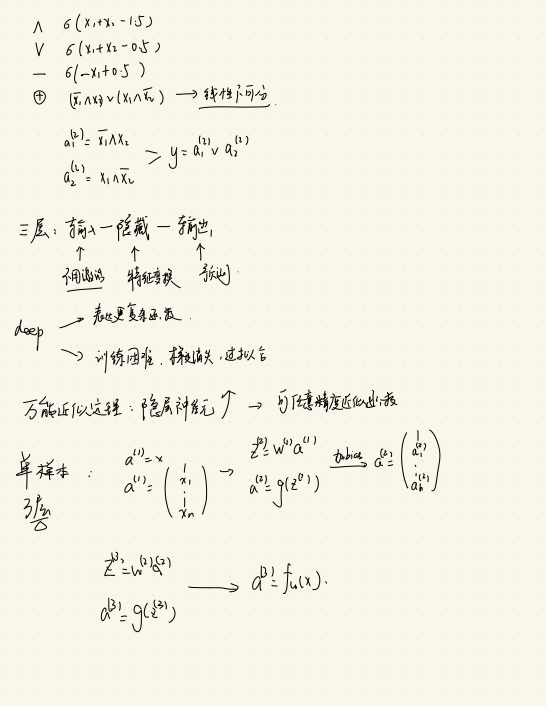 ∧ σ(x₁+x₂-1.5)
∨ σ(x₁+x₂-0.5)
— σ(-x₁+0.5)
⊕ (x̄₁∧x₂)∨(x₁∧x̄₂) → 线性不可分.
a₁⁽²⁾= x̄₁∧x₂
a₂⁽²⁾= x₁∧x̄₂
> y= a₁⁽²⁾∨ a₂⁽²⁾
三层: 输入—隐藏—输出
↑ ↑ ↑
不用激活 特征变换 预测.
deep → 表达更复杂函数.
→ 训练困难. 梯度消失, 过拟合
万能近似定理: 隐层神经元↑ → 可任意精度近似函数
单样本 :
3层
a⁽¹⁾=x
a⁽¹⁾= (1 x₁ ⋮ xₙ) →
z⁽²⁾=w⁽¹⁾a⁽¹⁾
a⁽²⁾=g(z⁽²⁾)
→ a⁽²⁾= (1 a₁⁽²⁾ ⋮ aₕ⁽²⁾)
z⁽³⁾=w⁽²⁾a⁽²⁾
a⁽³⁾=g(z⁽³⁾)
→ a⁽³⁾=fω(x).